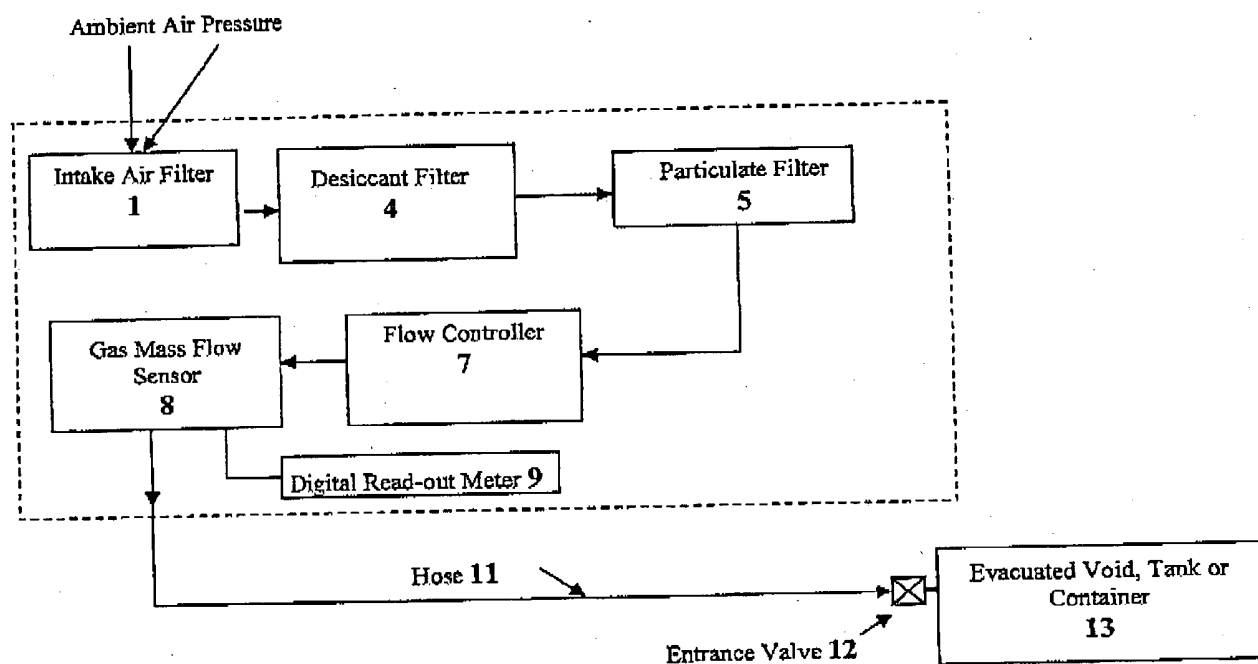 Ambient Air Pressure
Intake Air Filter
1
Desiccant Filter
4
Particulate Filter
5
Gas Mass Flow
Sensor
8
Flow Controller
7
Digital Read-out Meter 9
Hose 11
Entrance Valve 12
Evacuated Void, Tank or
Container
13